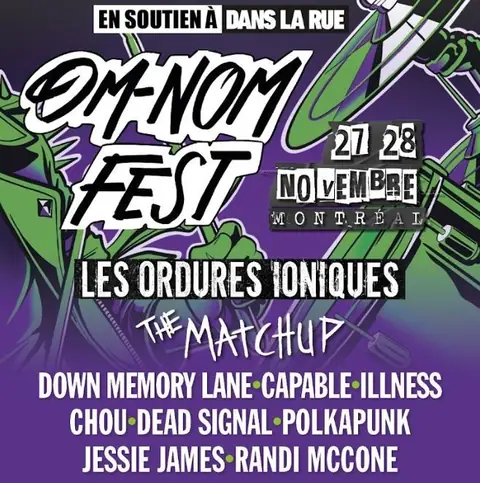 EN SOUTIEN À DANS LA RUE
OM-NOM
FEST
27 28
NOVEMBRE
MONTRÉAL
LES ORDURES IONIQUES
THE MATCHUP
DOWN MEMORY LANE•CAPABLE•ILLNESS
CHOU•DEAD SIGNAL•POLKAPUNK
JESSIE JAMES•RANDI MCCONE